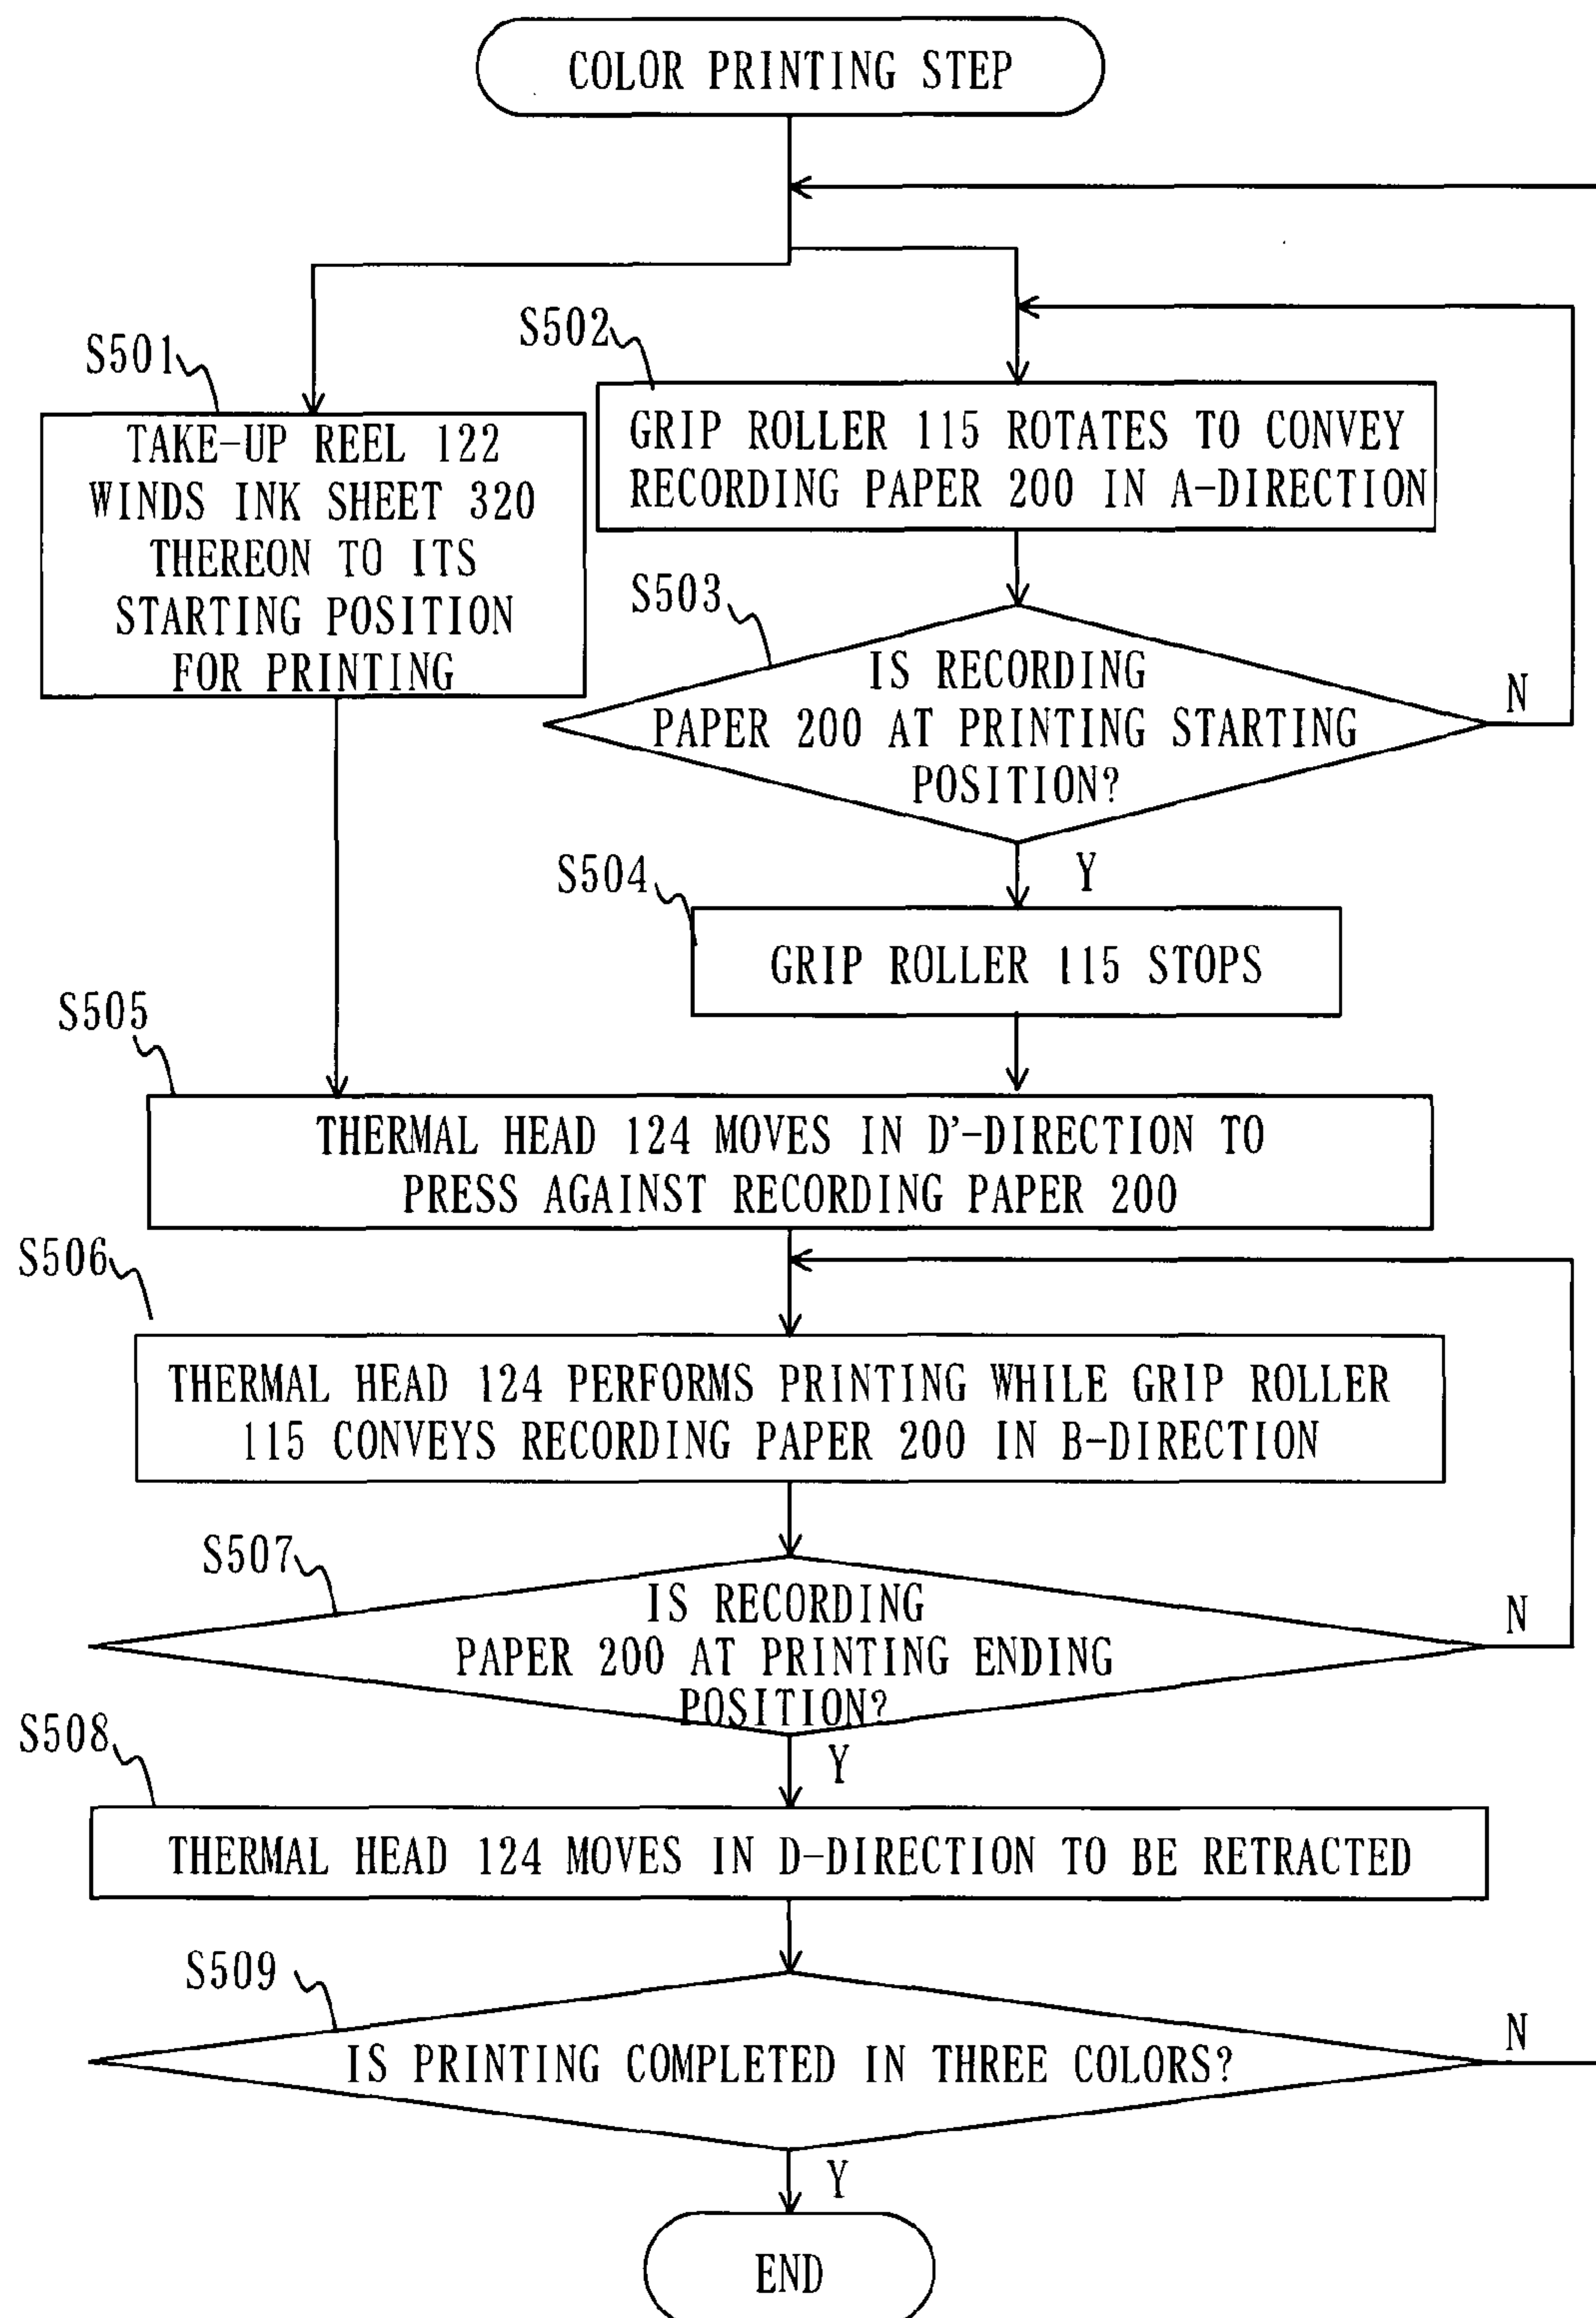 COLOR PRINTING STEP
S501
TAKE-UP REEL 122
WINDS INK SHEET 320
THEREON TO ITS
STARTING POSITION
FOR PRINTING
S502
GRIP ROLLER 115 ROTATES TO CONVEY
RECORDING PAPER 200 IN A-DIRECTION
S503
IS RECORDING
PAPER 200 AT PRINTING STARTING
POSITION?
N
Y
S504
GRIP ROLLER 115 STOPS
S505
THERMAL HEAD 124 MOVES IN D'-DIRECTION TO
PRESS AGAINST RECORDING PAPER 200
S506
THERMAL HEAD 124 PERFORMS PRINTING WHILE GRIP ROLLER
115 CONVEYS RECORDING PAPER 200 IN B-DIRECTION
S507
IS RECORDING
PAPER 200 AT PRINTING ENDING
POSITION?
N
Y
S508
THERMAL HEAD 124 MOVES IN D-DIRECTION TO BE RETRACTED
S509
IS PRINTING COMPLETED IN THREE COLORS?
N
Y
END